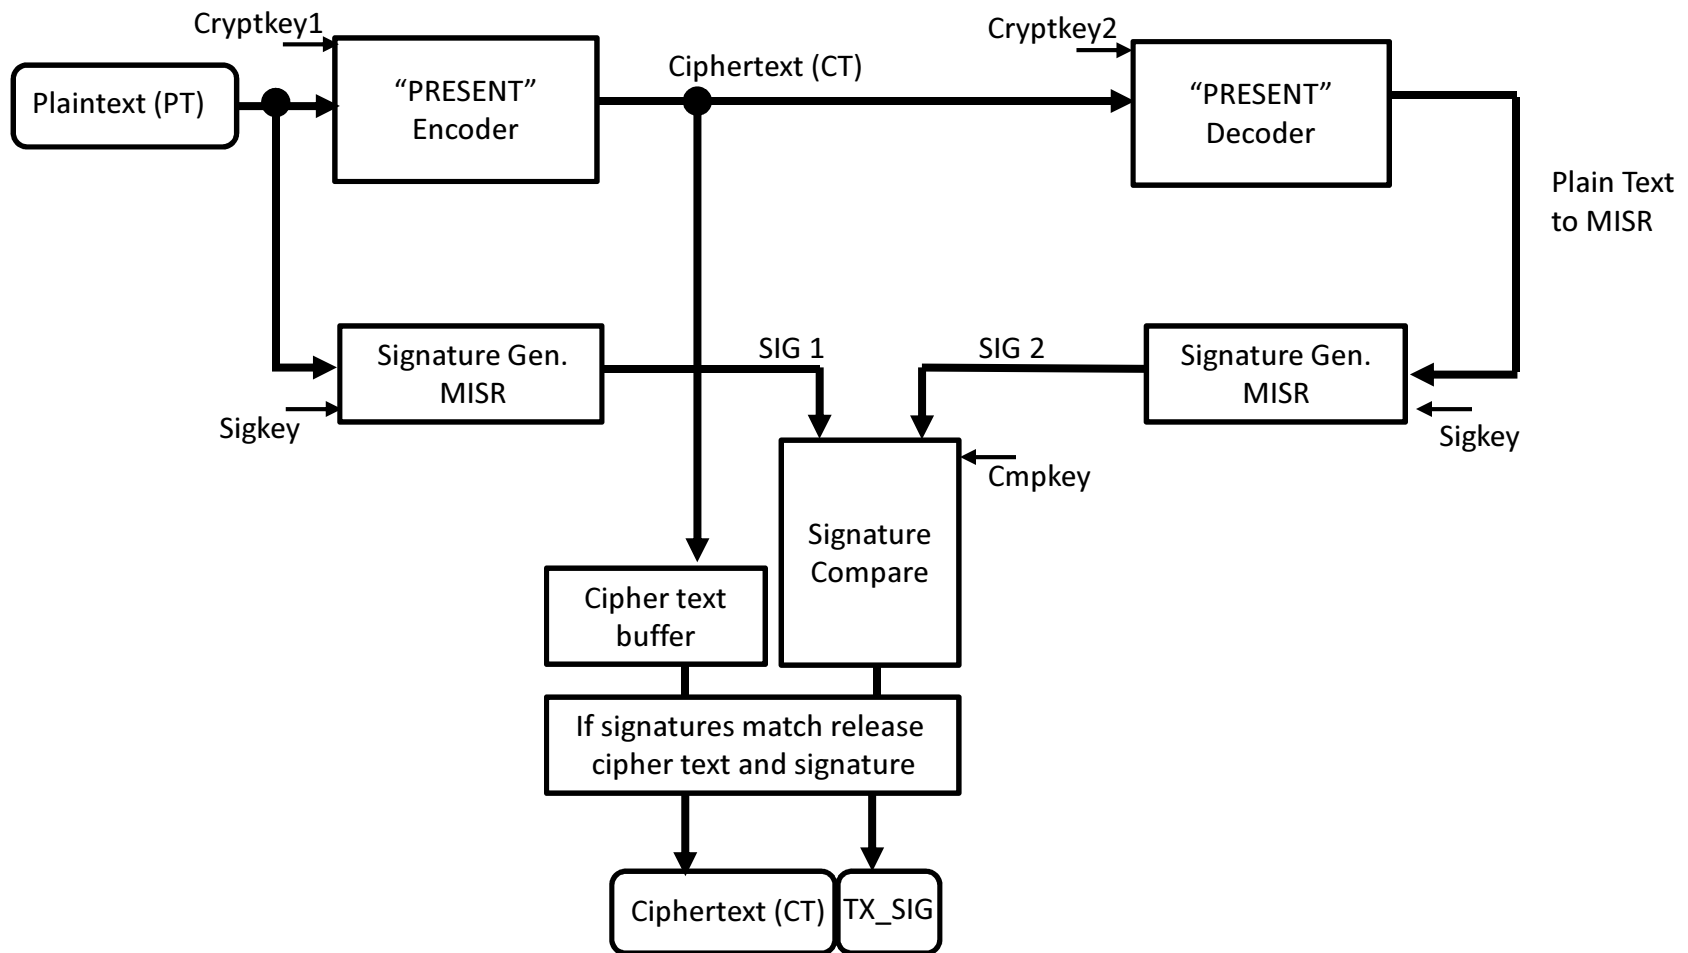 Cryptkey1
Cryptkey2
Plaintext (PT)
“PRESENT”
Encoder
Ciphertext (CT)
“PRESENT”
Decoder
Plain Text
to MISR
Signature Gen.
MISR
SIG 1
SIG 2
Signature Gen.
MISR
Sigkey
Sigkey
Cmpkey
Signature
Compare
Cipher text
buffer
If signatures match release
cipher text and signature
Ciphertext (CT)
TX_SIG